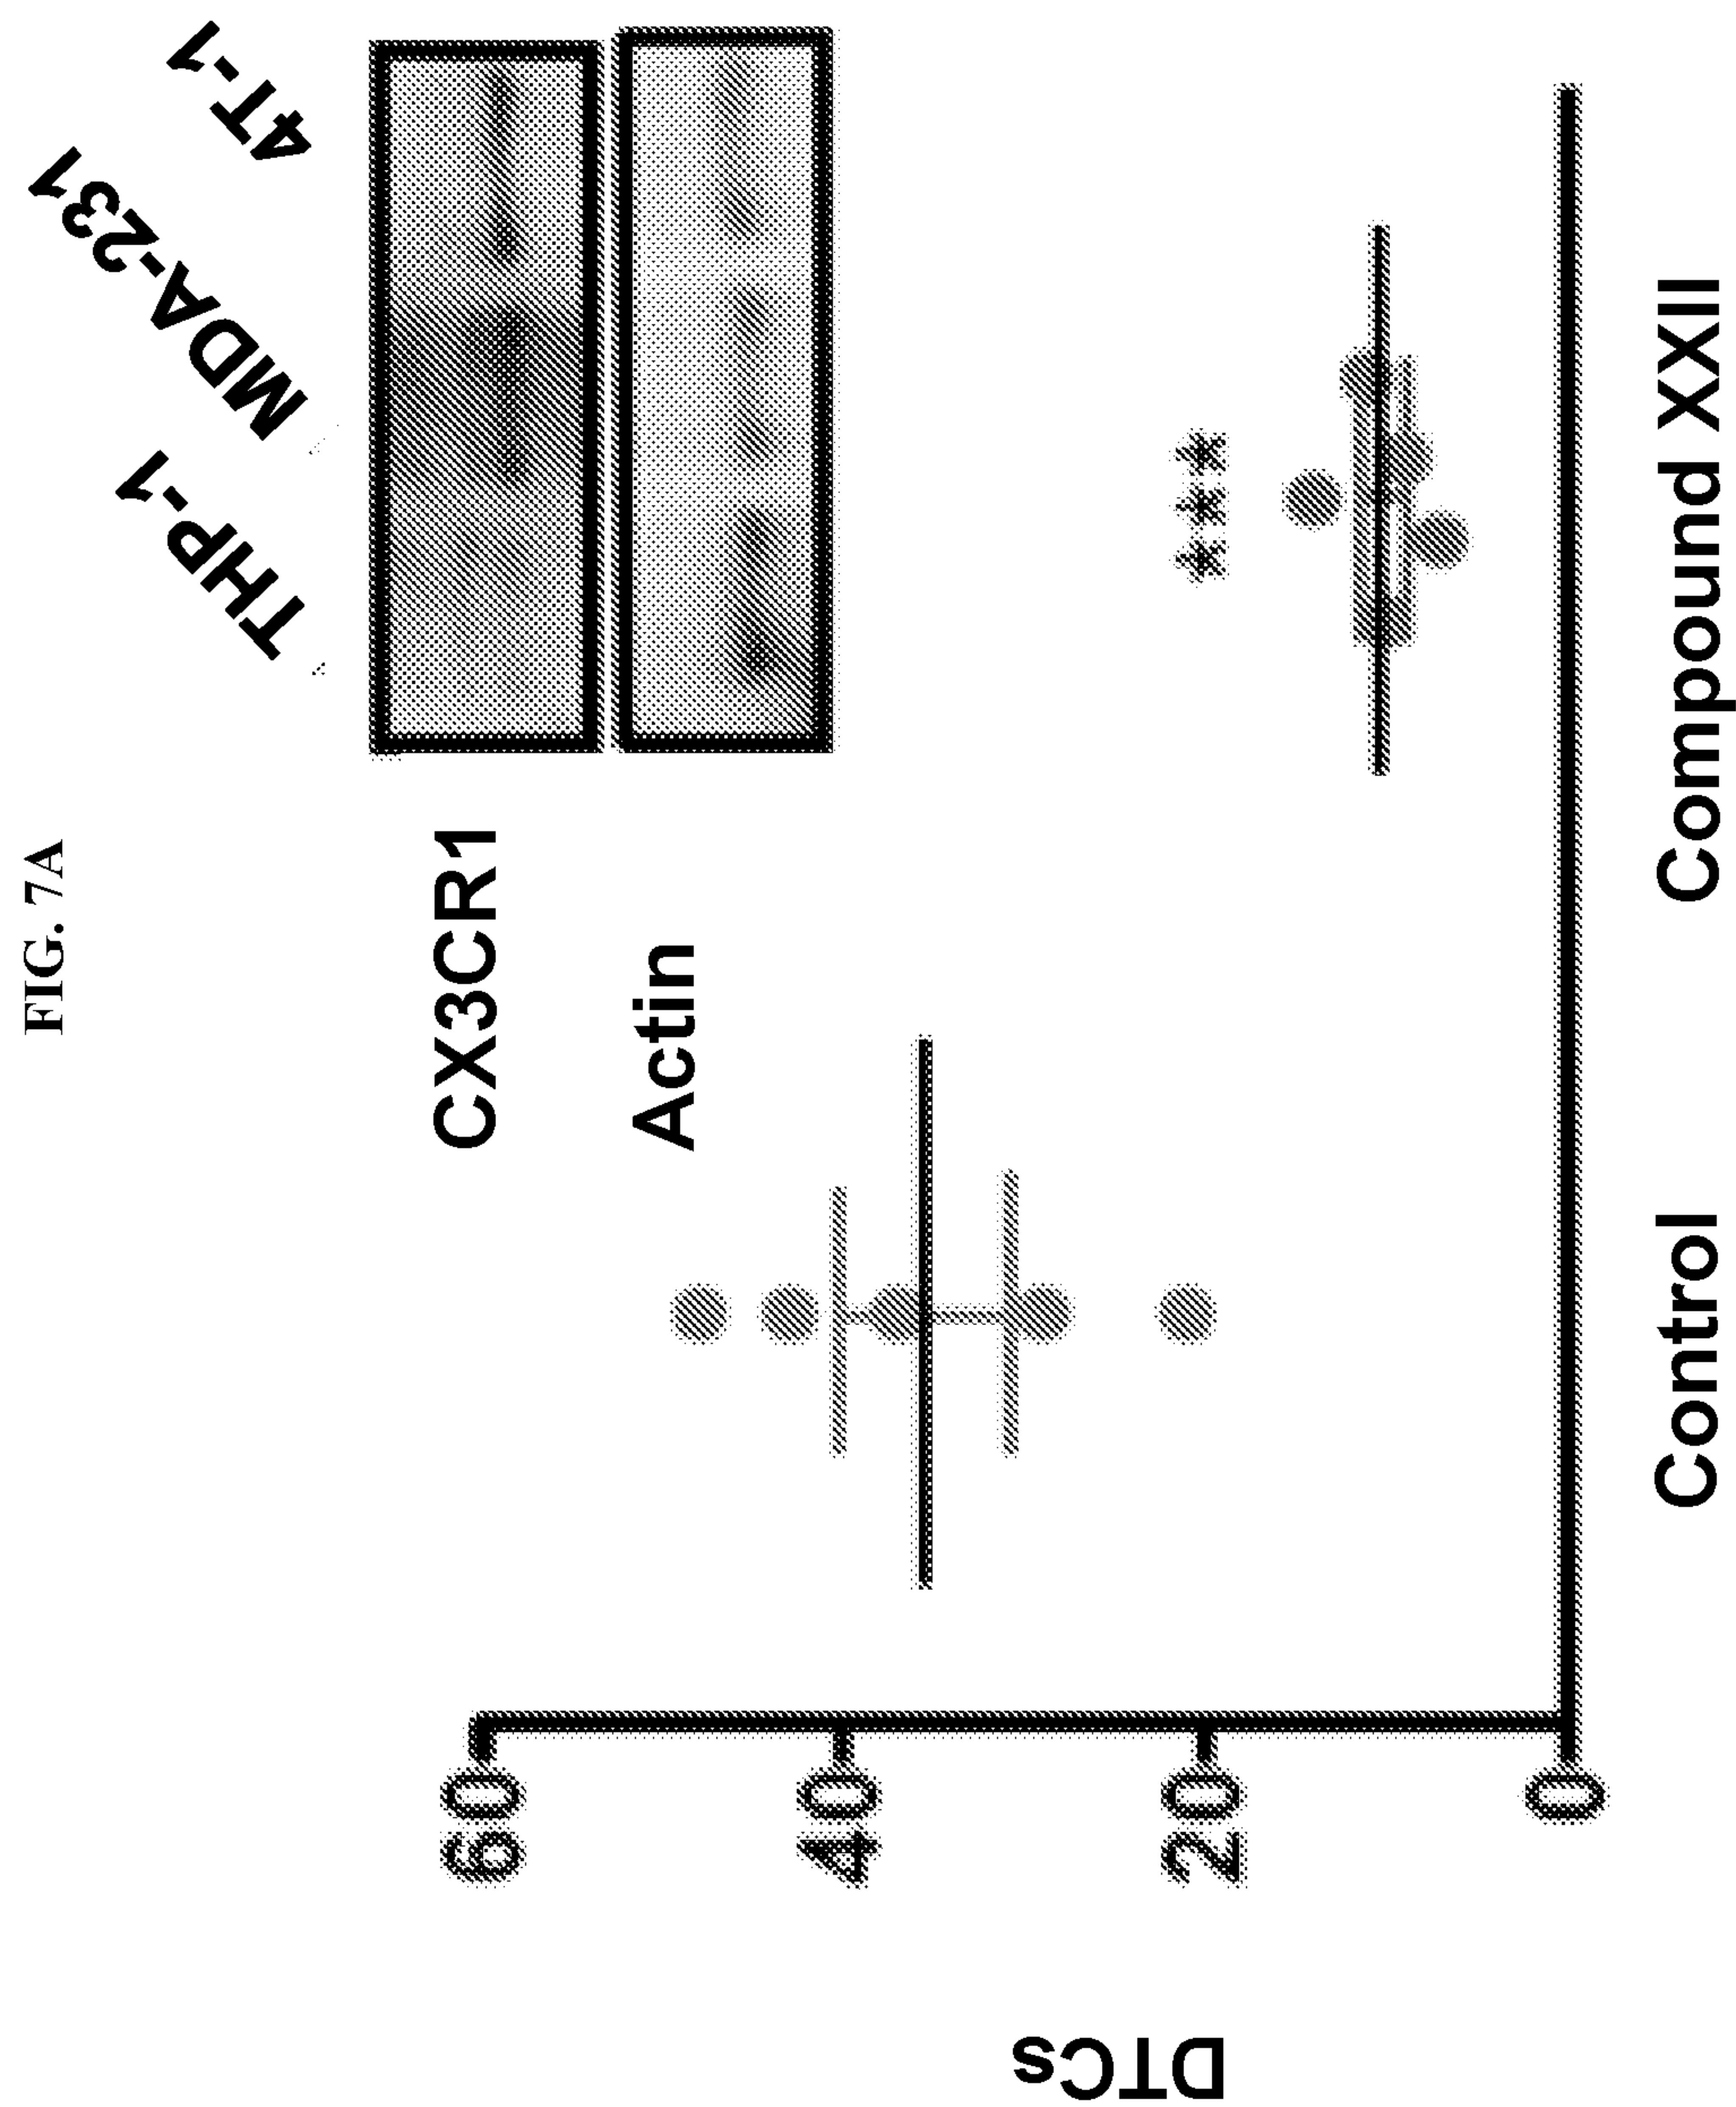 FIG. 7A
THP-1
MDA-231
4T-1
CX3CR1
Actin
60
40
20
0
DTCs
***
Control
Compound XXII